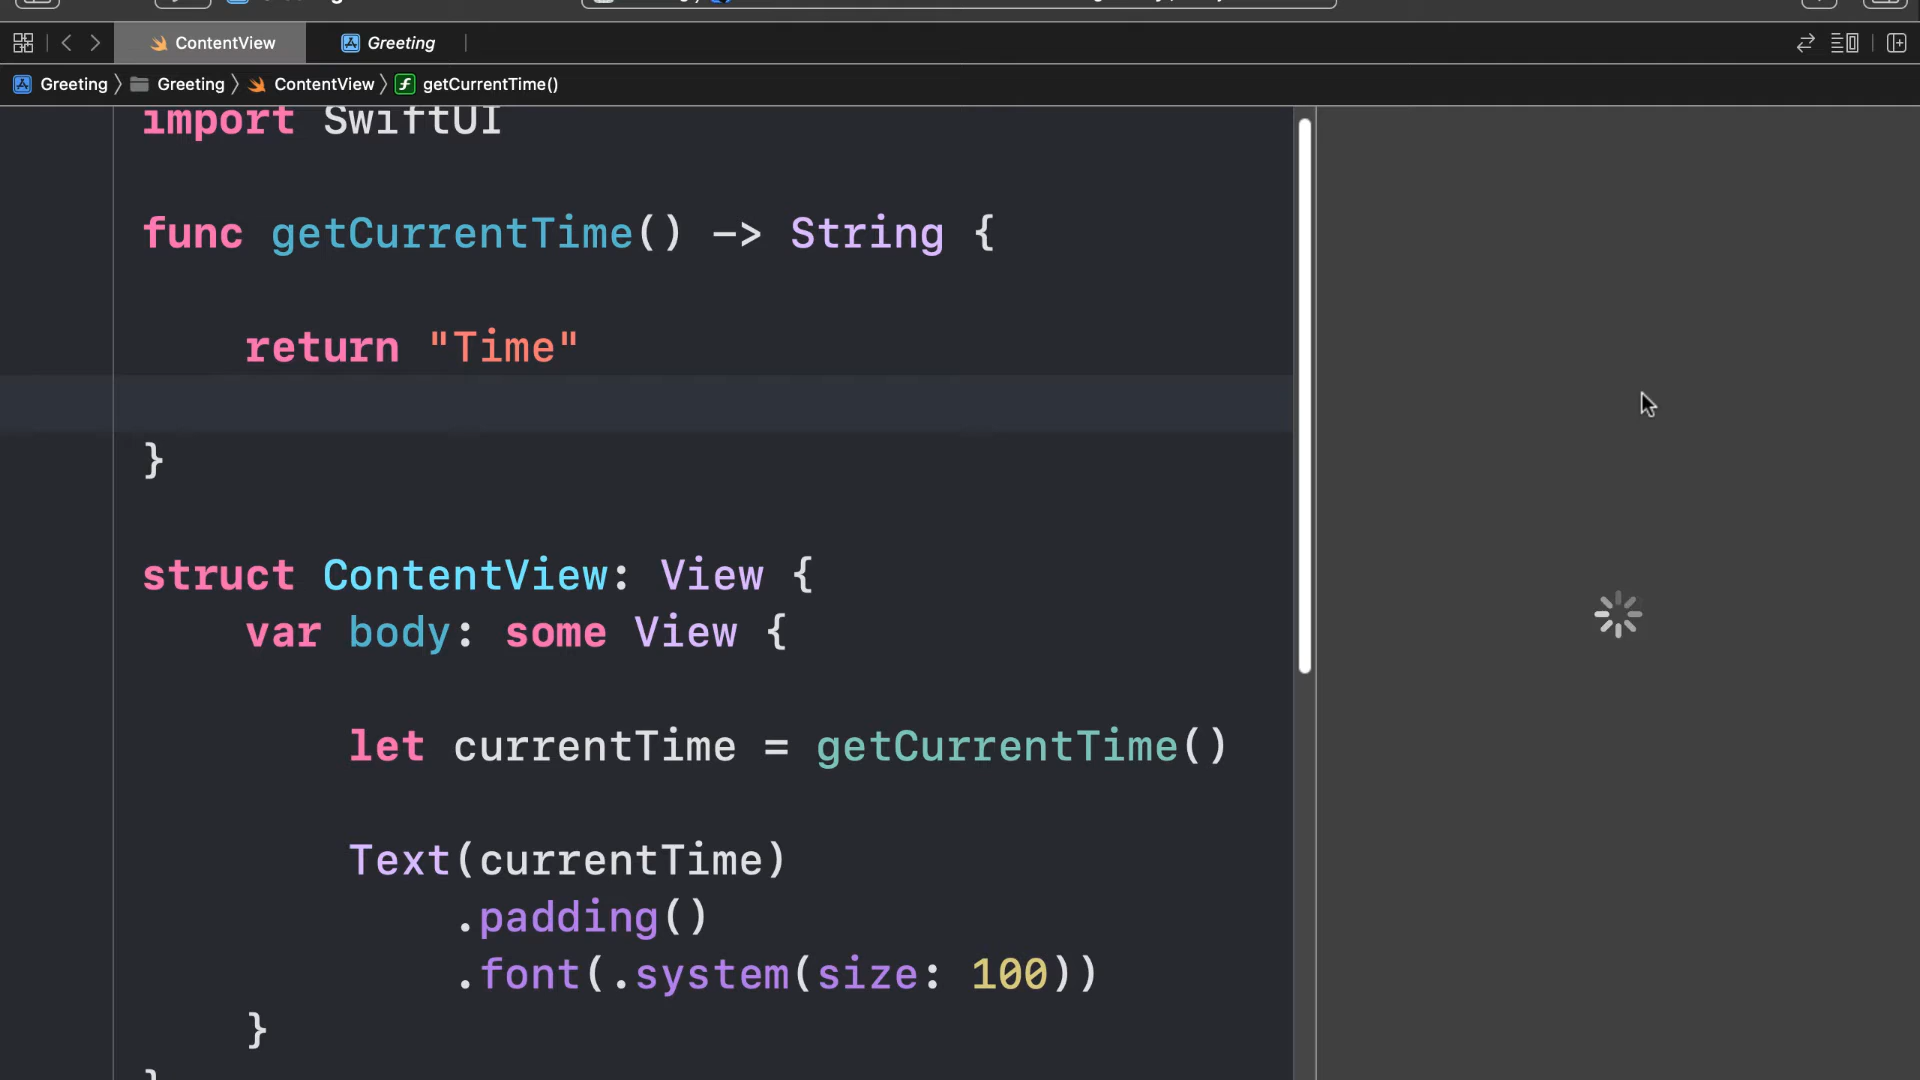 ContentView
Greeting
Greeting
Greeting
ContentView
getCurrentTime()
import SwiftUI
func getCurrentTime() -> String {
return "Time"
}
struct ContentView: View {
var body: some View {
let currentTime = getCurrentTime()
Text(currentTime)
.padding()
.font(.system(size: 100))
}
}